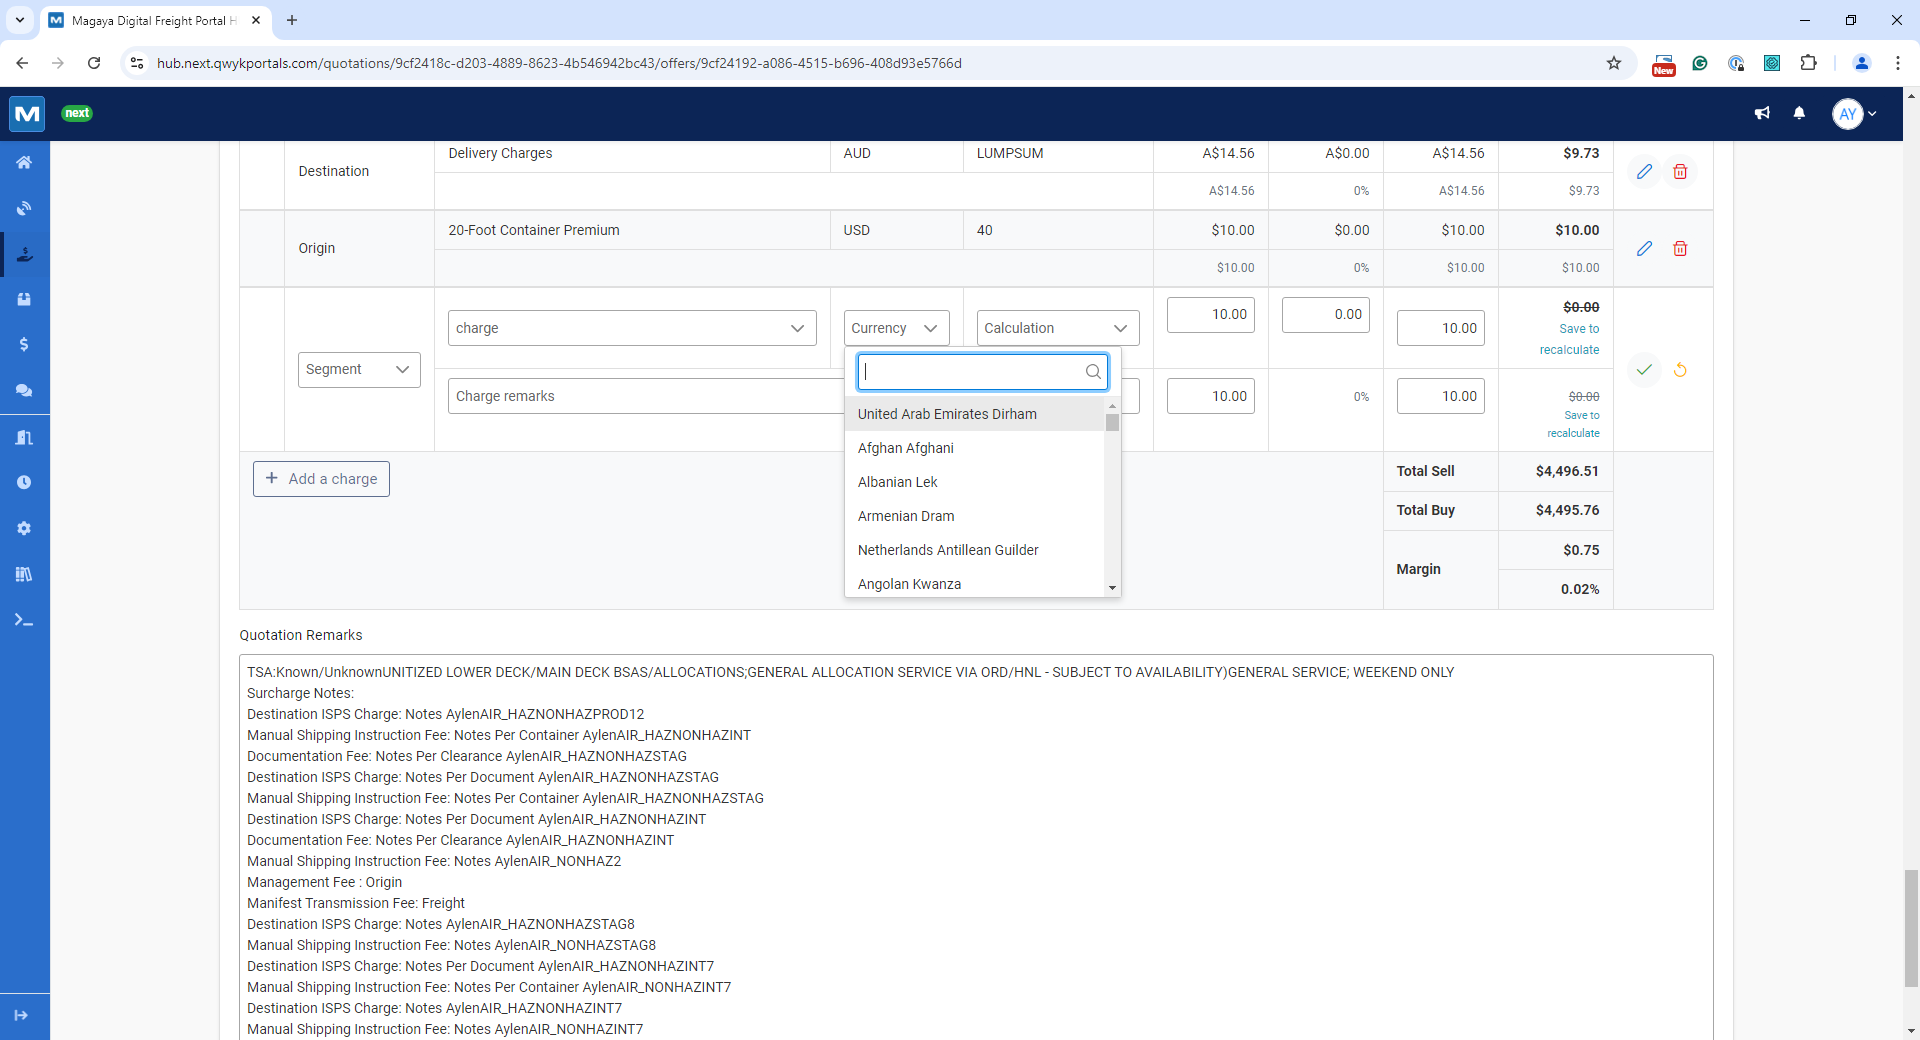 Magaya Digital Freight Portal H
hub.next.qwykportals.com/quotations/9cf2418c-d203-4889-8623-4b546942bc43/offers/9cf24192-a086-4515-b696-408d93e5766d
New
next
AY
Destination
Delivery Charges AUD LUMPSUM A$14.56 A$0.00 A$14.56 $9.73
A$14.56 0% A$14.56 $9.73
Origin
20-Foot Container Premium USD 40 $10.00 $0.00 $10.00 $10.00
$10.00 0% $10.00 $10.00
Segment
charge Currency Calculation 10.00 0.00 10.00 $0.00
Save to
recalculate
Charge remarks 10.00 0% 10.00 $0.00
Save to
recalculate
United Arab Emirates Dirham
Afghan Afghani
Albanian Lek
Armenian Dram
Netherlands Antillean Guilder
Angolan Kwanza
+ Add a charge
Total Sell $4,496.51
Total Buy $4,495.76
Margin $0.75
0.02%
Quotation Remarks
TSA:Known/UnknownUNITIZED LOWER DECK/MAIN DECK BSAS/ALLOCATIONS;GENERAL ALLOCATION SERVICE VIA ORD/HNL - SUBJECT TO AVAILABILITY)GENERAL SERVICE; WEEKEND ONLY
Surcharge Notes:
Destination ISPS Charge: Notes AylenAIR_HAZNONHAZPROD12
Manual Shipping Instruction Fee: Notes Per Container AylenAIR_HAZNONHAZINT
Documentation Fee: Notes Per Clearance AylenAIR_HAZNONHAZSTAG
Destination ISPS Charge: Notes Per Document AylenAIR_HAZNONHAZSTAG
Manual Shipping Instruction Fee: Notes Per Container AylenAIR_HAZNONHAZSTAG
Destination ISPS Charge: Notes Per Document AylenAIR_HAZNONHAZINT
Documentation Fee: Notes Per Clearance AylenAIR_HAZNONHAZINT
Manual Shipping Instruction Fee: Notes AylenAIR_NONHAZ2
Management Fee : Origin
Manifest Transmission Fee: Freight
Destination ISPS Charge: Notes AylenAIR_HAZNONHAZSTAG8
Manual Shipping Instruction Fee: Notes AylenAIR_NONHAZSTAG8
Destination ISPS Charge: Notes Per Document AylenAIR_HAZNONHAZINT7
Manual Shipping Instruction Fee: Notes Per Container AylenAIR_NONHAZINT7
Destination ISPS Charge: Notes AylenAIR_HAZNONHAZINT7
Manual Shipping Instruction Fee: Notes AylenAIR_NONHAZINT7